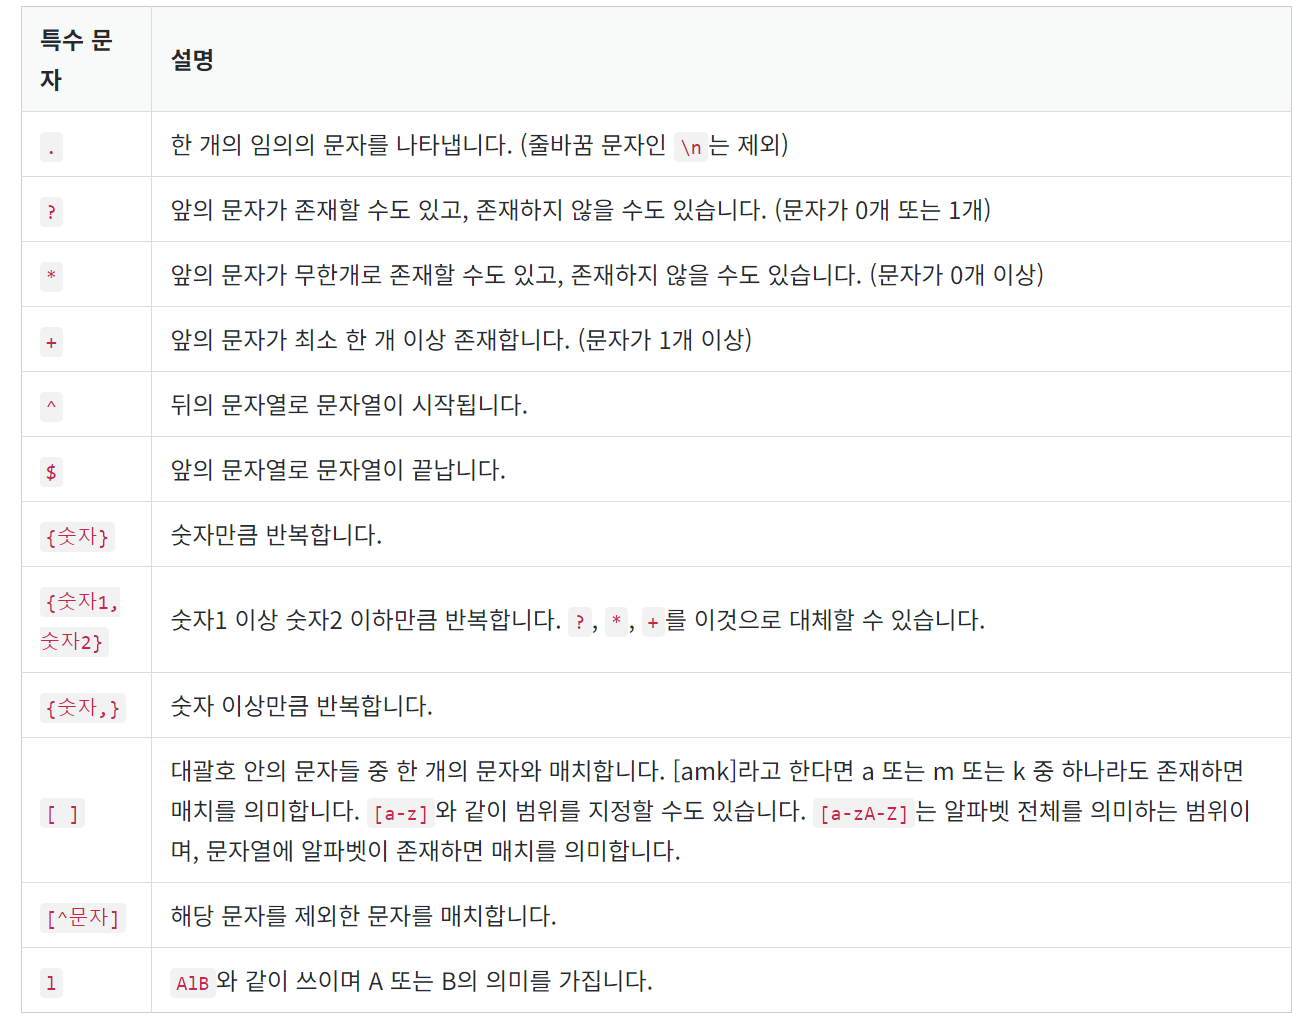 특수 문
자
설명
.
한 개의 임의의 문자를 나타냅니다. (줄바꿈 문자인 \n는 제외)
?
앞의 문자가 존재할 수도 있고, 존재하지 않을 수도 있습니다. (문자가 0개 또는 1개)
*
앞의 문자가 무한개로 존재할 수도 있고, 존재하지 않을 수도 있습니다. (문자가 0개 이상)
+
앞의 문자가 최소 한 개 이상 존재합니다. (문자가 1개 이상)
^
뒤의 문자열로 문자열이 시작됩니다.
$
앞의 문자열로 문자열이 끝납니다.
{숫자}
숫자만큼 반복합니다.
{숫자1,
숫자2}
숫자1 이상 숫자2 이하만큼 반복합니다. ?, *, +를 이것으로 대체할 수 있습니다.
{숫자,}
숫자 이상만큼 반복합니다.
[ ]
대괄호 안의 문자들 중 한 개의 문자와 매치합니다. [amk]라고 한다면 a 또는 m 또는 k 중 하나라도 존재하면
매치를 의미합니다. [a-z]와 같이 범위를 지정할 수도 있습니다. [a-zA-Z]는 알파벳 전체를 의미하는 범위이
며, 문자열에 알파벳이 존재하면 매치를 의미합니다.
[^문자]
해당 문자를 제외한 문자를 매치합니다.
l
AlB와 같이 쓰이며 A 또는 B의 의미를 가집니다.